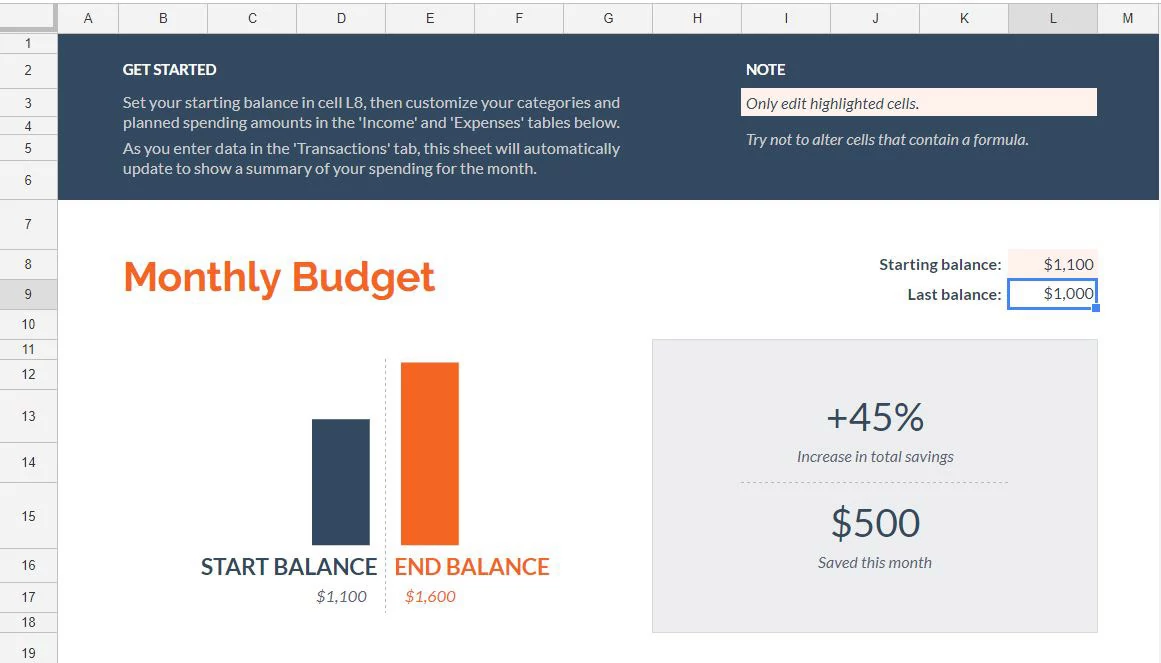 A B C D E F G H I J K L M
1
2 GET STARTED NOTE
3 Set your starting balance in cell L8, then customize your categories and Only edit highlighted cells.
4 planned spending amounts in the 'Income' and 'Expenses' tables below.
Try not to alter cells that contain a formula.
5 As you enter data in the 'Transactions' tab, this sheet will automatically
update to show a summary of your spending for the month.
6
7
8 Monthly Budget Starting balance: $1,100
9 Last balance: $1,000
10
11
12
13 +45%
14 Increase in total savings
15 $500
16 START BALANCE END BALANCE Saved this month
17 $1,100 $1,600
18
19